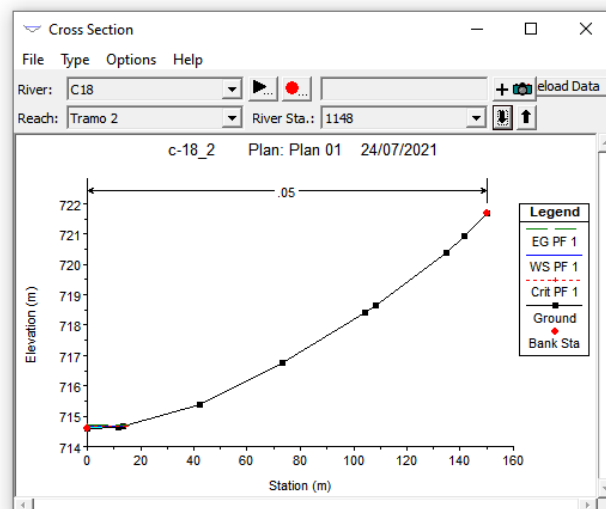 Cross Section
File Type Options Help
River: C18 eload Data
Reach: Tramo 2 River Sta.: 1148
c-18_2 Plan: Plan 01 24/07/2021
.05
Legend
EG PF 1
WS PF 1
Crit PF 1
Ground
Bank Sta
Elevation (m)
722
721
720
719
718
717
716
715
714
0 20 40 60 80 100 120 140 160
Station (m)